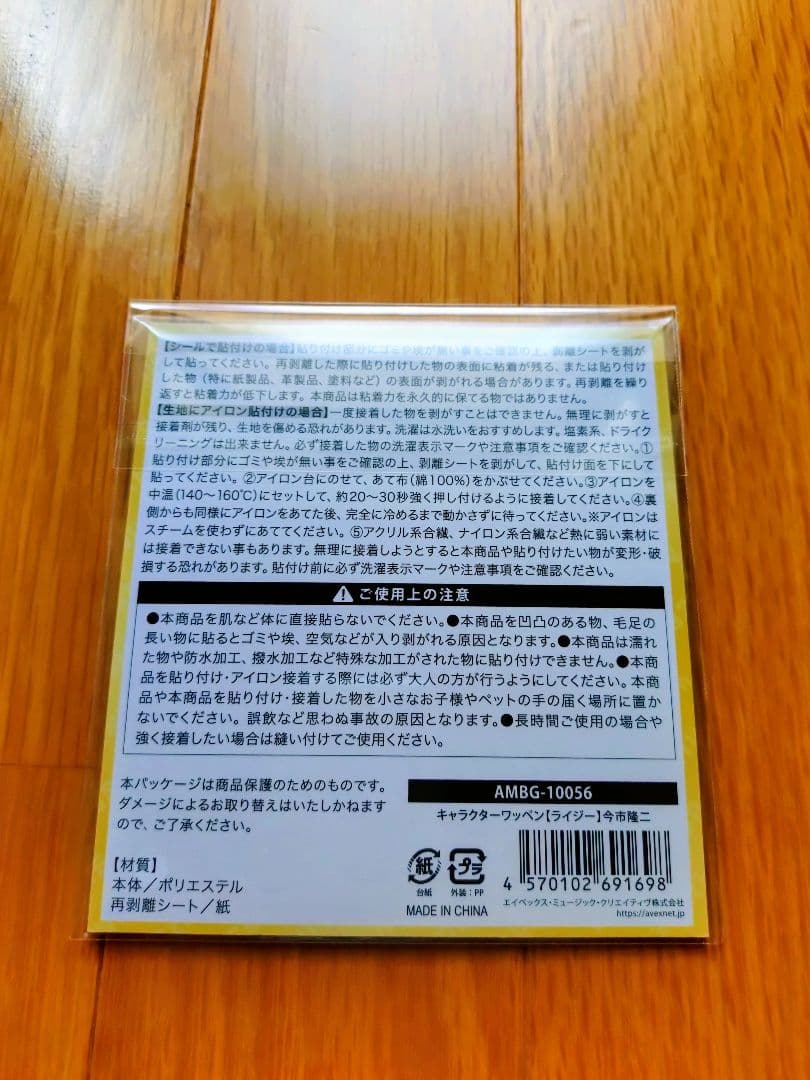 【シールで貼付けの場合】貼り付け部分にゴミや埃が無い事をご確認の上、剥離シートを剥が
して貼ってください。再剥離した際に貼り付けした物の表面に粘着が残る、または貼り付け
した物（特に紙製品、革製品、塗料など）の表面が剥がれる場合があります。再剥離を繰り
返すと粘着力が低下します。本商品は粘着力を永久的に保てる物ではありません。
【生地にアイロン貼付けの場合】一度接着した物を剥がすことはできません。無理に剥がすと
接着剤が残り、生地を傷める恐れがあります。洗濯は水洗いをおすすめします。塩素系、ドライク
リーニングは出来ません。必ず接着した物の洗濯表示マークや注意事項をご確認ください。①
貼り付け部分にゴミや埃が無い事をご確認の上、剥離シートを剥がして、貼付け面を下にして
貼ってください。②アイロン台にのせて、あて布（綿100%）をかぶせてください。③アイロンを
中温（140〜160℃）にセットして、約20〜30秒強く押し付けるように接着してください。④裏
側からも同様にアイロンをあてた後、完全に冷めるまで動かさずに待ってください。※アイロンは
スチームを使わずにあててください。⑤アクリル系合繊、ナイロン系合繊など熱に弱い素材に
は接着できない事もあります。無理に接着しようとすると本商品や貼り付けたい物が変形・破
損する恐れがあります。貼付け前に必ず洗濯表示マークや注意事項をご確認ください。
ご使用上の注意
●本商品を肌など体に直接貼らないでください。●本商品を凹凸のある物、毛足の
長い物に貼るとゴミや埃、空気などが入り剥がれる原因となります。●本商品は濡れ
た物や防水加工、撥水加工など特殊な加工がされた物に貼り付けできません。●本商
品を貼り付け・アイロン接着する際には必ず大人の方が行うようにしてください。本商
品や本商品を貼り付け・接着した物を小さなお子様やペットの手の届く場所に置か
ないでください。誤飲など思わぬ事故の原因となります。●長時間ご使用の場合や
強く接着したい場合は縫い付けてご使用ください。
本パッケージは商品保護のためのものです。
ダメージによるお取り替えはいたしかねます
ので、ご了承ください。
【材質】
本体／ポリエステル
再剥離シート／紙
AMBG-10056
キャラクターワッペン【ライジー】今市隆二
紙
台紙
プラ
外装：PP
MADE IN CHINA
4 570102 691698
エイベックス・ミュージック・クリエイティヴ株式会社
https://avexnet.jp